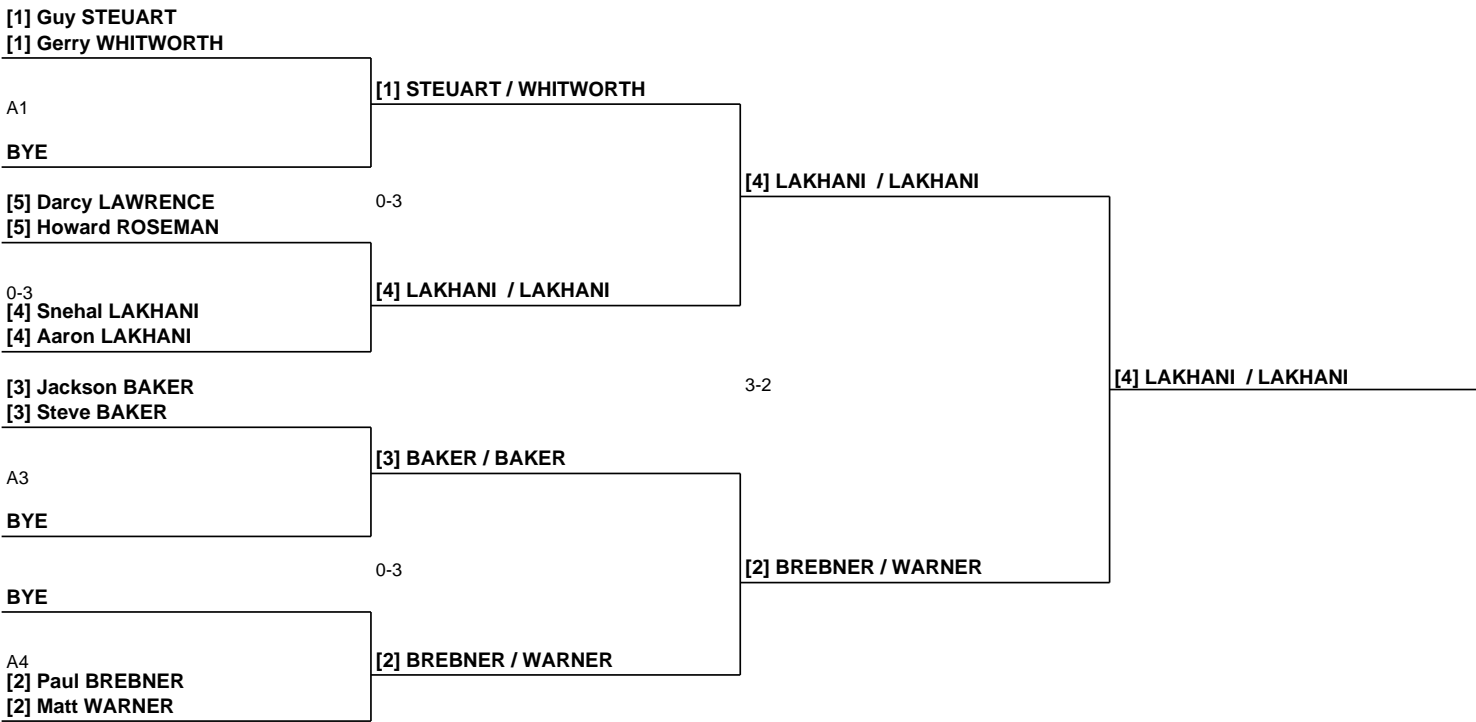 [1] Guy STEUART
[1] Gerry WHITWORTH
[1] STEUART / WHITWORTH
A1
BYE
[4] LAKHANI / LAKHANI
[5] Darcy LAWRENCE
0-3
[5] Howard ROSEMAN
0-3
[4] LAKHANI / LAKHANI
[4] Snehal LAKHANI
[4] Aaron LAKHANI
[4] LAKHANI / LAKHANI
[3] Jackson BAKER
3-2
[3] Steve BAKER
[3] BAKER / BAKER
A3
BYE
0-3
[2] BREBNER / WARNER
BYE
A4
[2] BREBNER / WARNER
[2] Paul BREBNER
[2] Matt WARNER